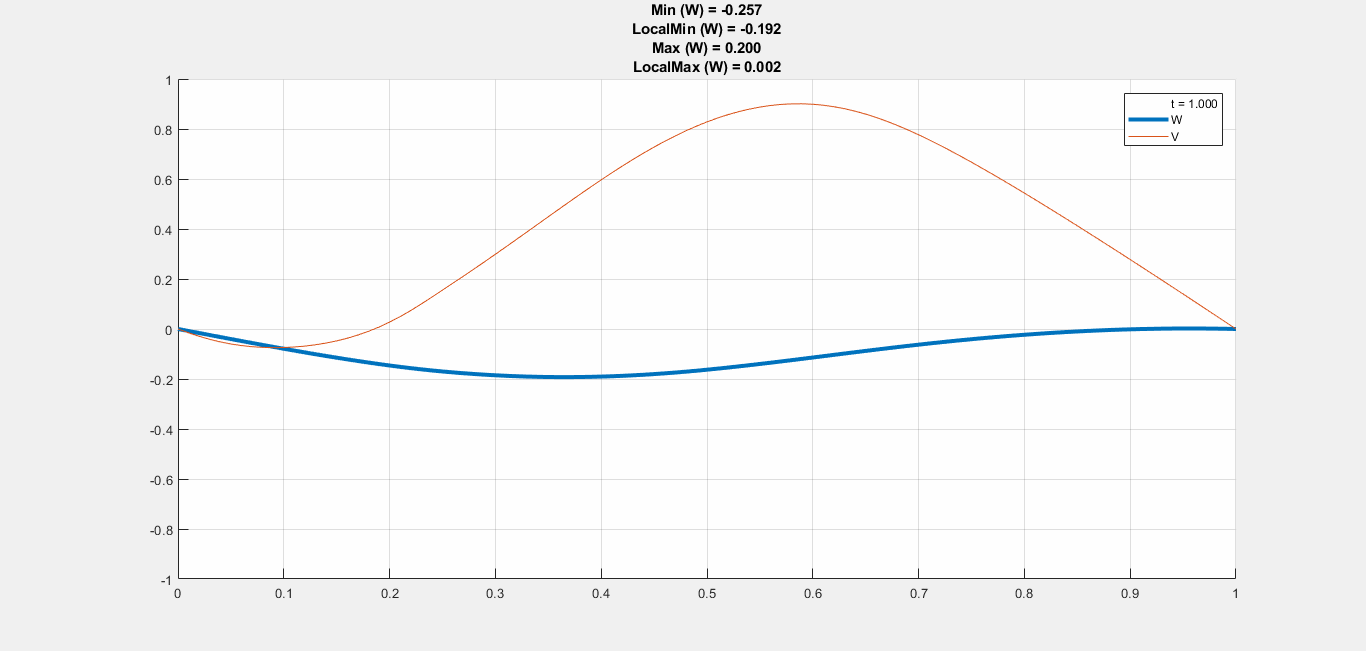 Min (W) = -0.257
LocalMin (W) = -0.192
Max (W) = 0.200
LocalMax (W) = 0.002
t = 1.000
W
V
1
0.8
0.6
0.4
0.2
0
-0.2
-0.4
-0.6
-0.8
-1
0 0.1 0.2 0.3 0.4 0.5 0.6 0.7 0.8 0.9 1